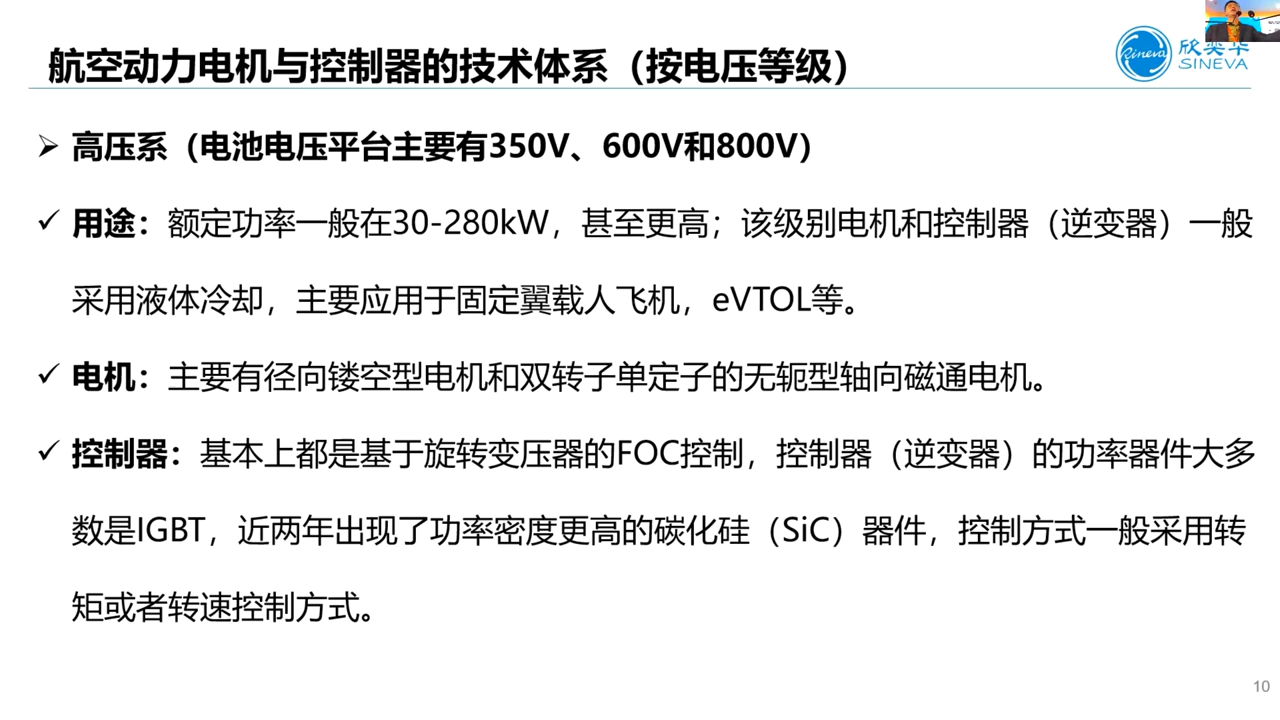 航空动力电机与控制器的技术体系（按电压等级）
欣奕华
SINEVA
➢ 高压系（电池电压平台主要有350V、600V和800V）
✓ 用途：额定功率一般在30-280kW，甚至更高；该级别电机和控制器（逆变器）一般
采用液体冷却，主要应用于固定翼载人飞机，eVTOL等。
✓ 电机：主要有径向镂空型电机和双转子单定子的无轭型轴向磁通电机。
✓ 控制器：基本上都是基于旋转变压器的FOC控制，控制器（逆变器）的功率器件大多
数是IGBT，近两年出现了功率密度更高的碳化硅（SiC）器件，控制方式一般采用转
矩或者转速控制方式。
10